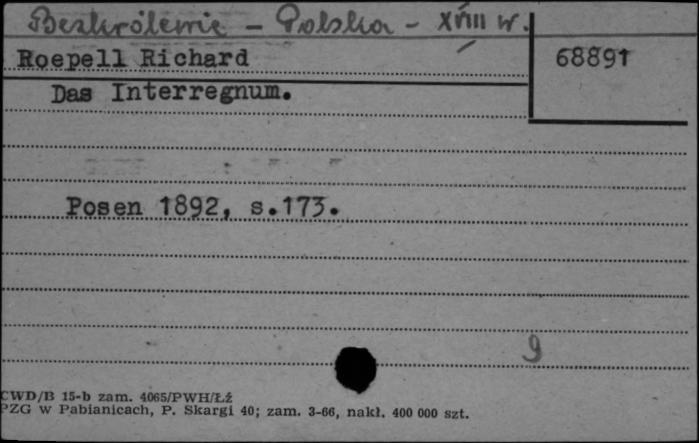 Bezkrólewie - Polska - XVIII w.
Roepell Richard
68891
Das Interregnum.
Posen 1892, s.173.
9
CWD/B 15-b zam. 4065/PWH/Łź
PZG w Pabianicach, P. Skargi 40; zam. 3-66, nakł. 400 000 szt.